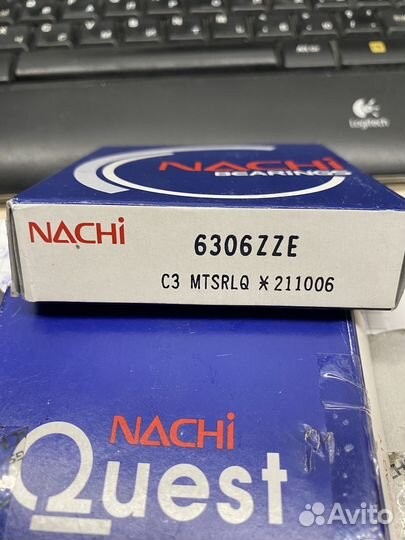 Logitech
NACHI
BEARINGS
NACHi
6306ZZE
C3 MTSRLQ * 211006
NACHi
Quest
Avito